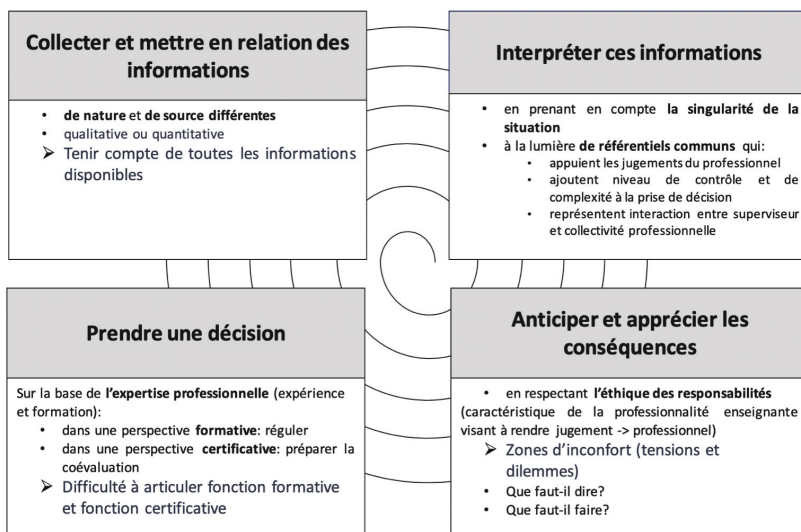 Collecter et mettre en relation des
informations
• de nature et de source différentes
• qualitative ou quantitative
➢ Tenir compte de toutes les informations
disponibles
Interpréter ces informations
• en prenant en compte la singularité de la
situation
• à la lumière de référentiels communs qui:
• appuient les jugements du professionnel
• ajoutent niveau de contrôle et de
complexité à la prise de décision
• représentent interaction entre superviseur
et collectivité professionnelle
Prendre une décision
Sur la base de l’expertise professionnelle (expérience
et formation):
• dans une perspective formative: réguler
• dans une perspective certificative: préparer la
coévaluation
➢ Difficulté à articuler fonction formative
et fonction certificative
Anticiper et apprécier les
conséquences
• en respectant l’éthique des responsabilités
(caractéristique de la professionnalité enseignante
visant à rendre jugement -> professionnel)
➢ Zones d’inconfort (tensions et
dilemmes)
• Que faut-il dire?
• Que faut-il faire?